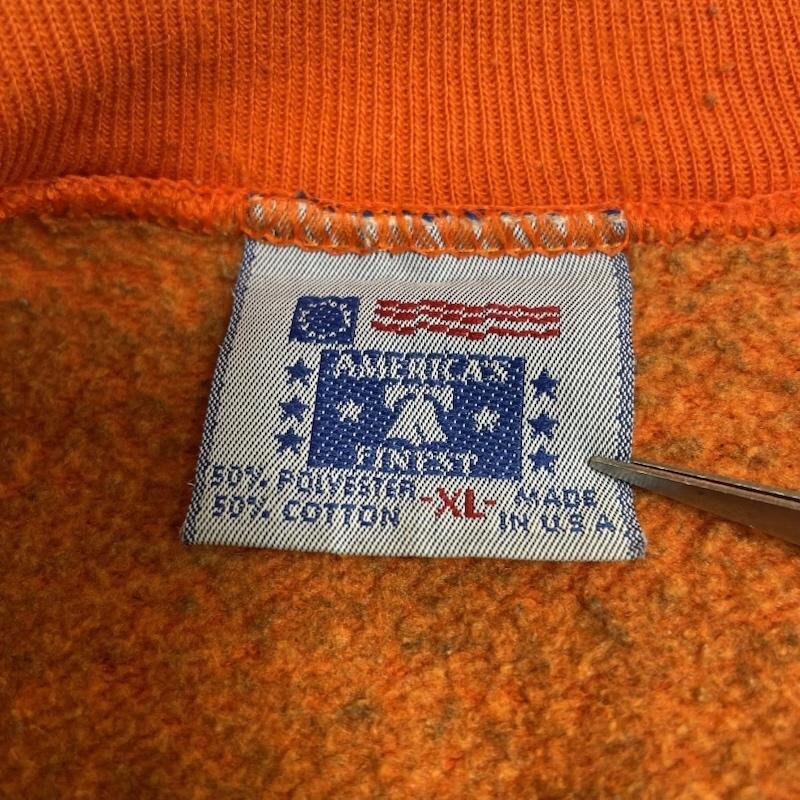 AMERICA'S
FINEST
50% POLYESTER
50% COTTON
-XL-
MADE
IN U.S.A.